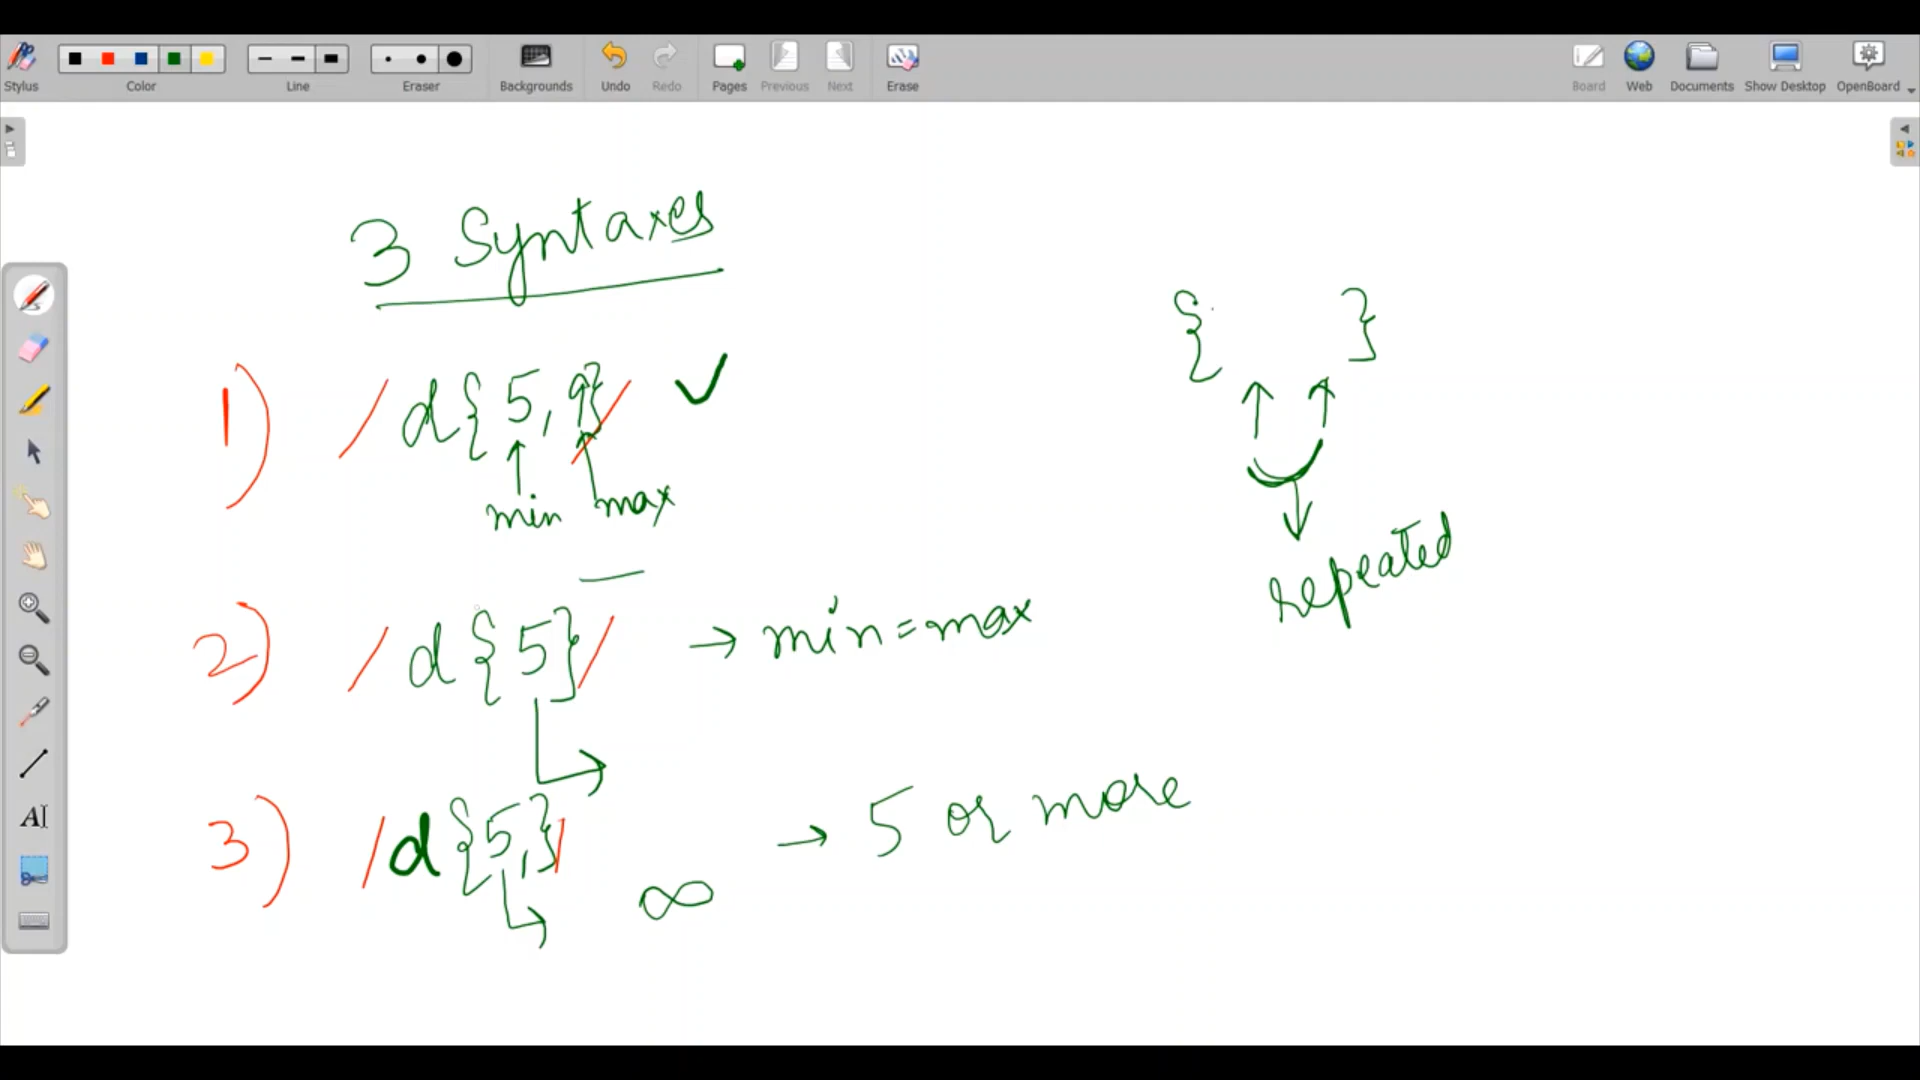 Stylus Color Line Eraser Backgrounds Undo Redo Pages Previous Next Erase Board Web Documents Show Desktop OpenBoard
3 Syntaxes
{ }
1) /d{5,9}/ ✓
min max
repeated
2) /d{5}/ → min=max
3) /d{5,}/ → 5 or more
∞